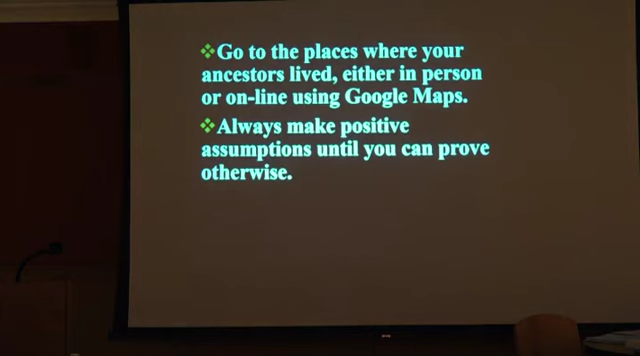 ❖Go to the places where your
ancestors lived, either in person
or on-line using Google Maps.
❖Always make positive
assumptions until you can prove
otherwise.